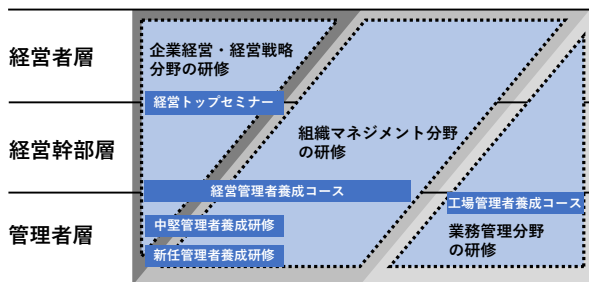 経営者層
企業経営・経営戦略
分野の研修
経営トップセミナー
経営幹部層
組織マネジメント分野
の研修
経営管理者養成コース
工場管理者養成コース
管理者層
中堅管理者養成研修
業務管理分野
の研修
新任管理者養成研修